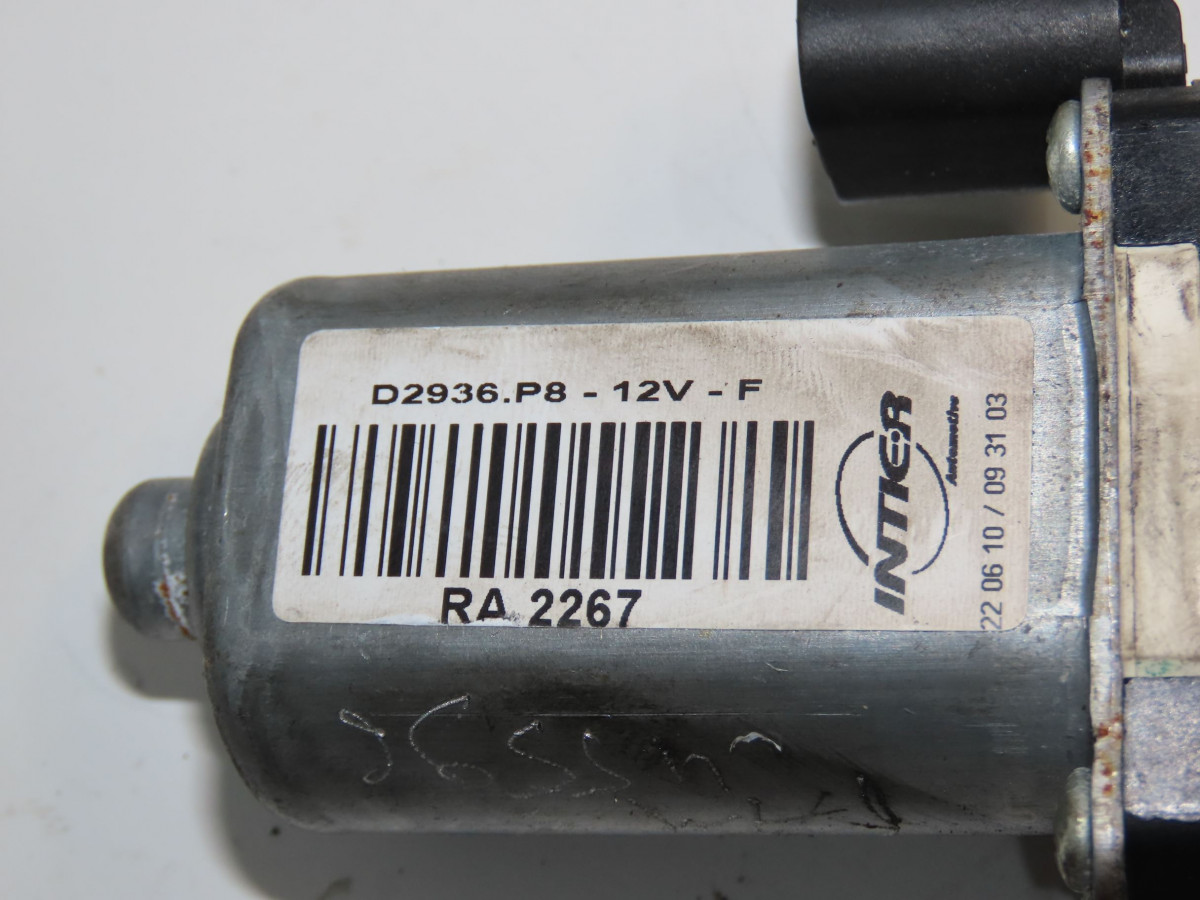 D2936.P8 - 12V - F
RA 2267
INTIER
Automotive
22 06 10 / 09 31 03